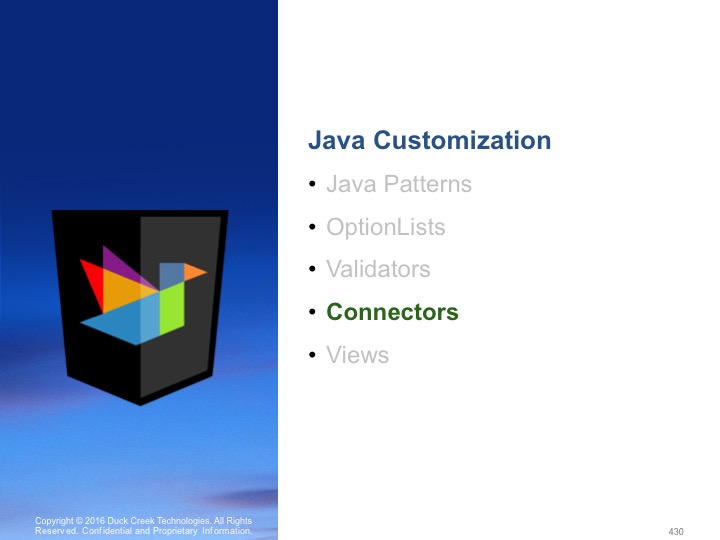 Java Customization
• Java Patterns
• OptionLists
• Validators
• Connectors
• Views
Copyright © 2016 Duck Creek Technologies. All Rights
Reserved. Confidential and Proprietary Information.
430